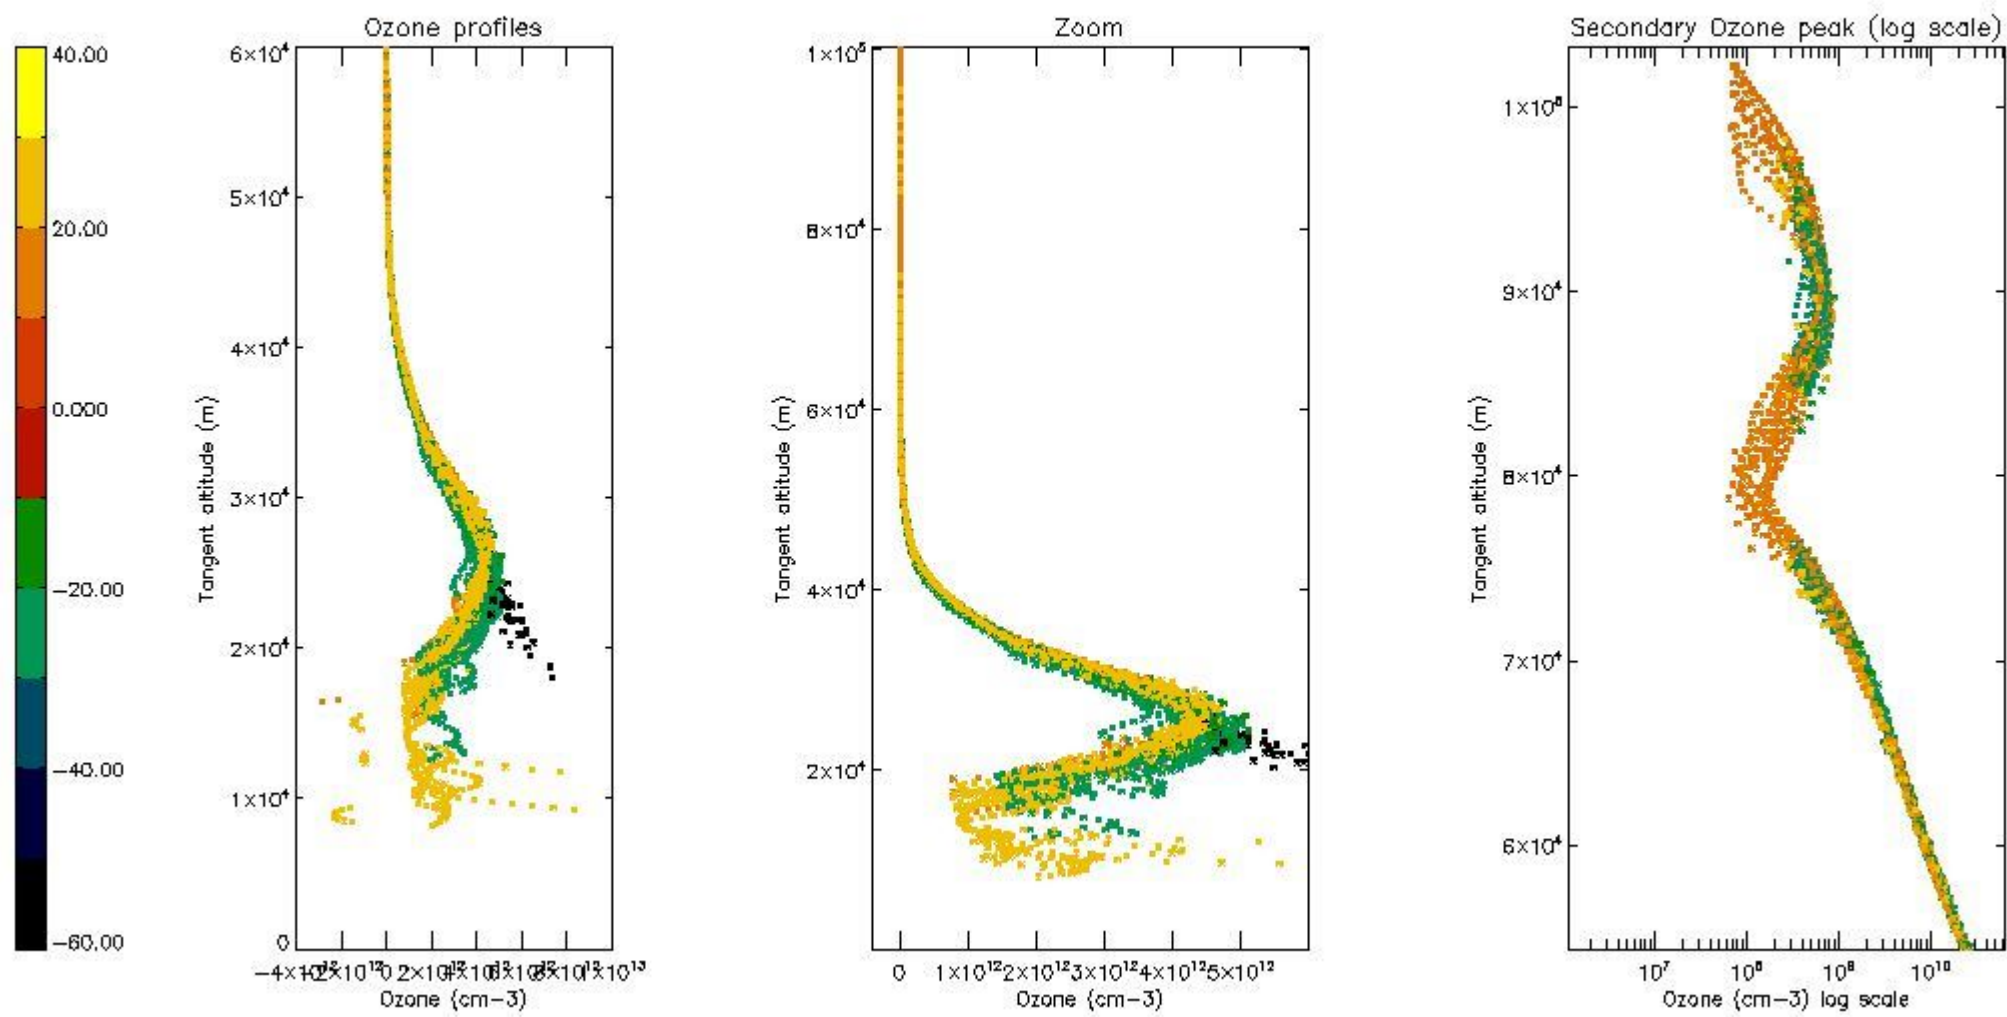 Ozone profiles
Zoom
Secondary Ozone peak (log scale)
40.00
20.00
0.000
−20.00
−40.00
−60.00
6×10⁴
5×10⁴
4×10⁴
3×10⁴
2×10⁴
1×10⁴
0
Tangent altitude (m)
Ozone (cm−3)
1×10⁵
8×10⁴
6×10⁴
4×10⁴
2×10⁴
Tangent altitude (m)
0 1×10¹² 2×10¹² 3×10¹² 4×10¹² 5×10¹²
Ozone (cm−3)
9×10⁴
8×10⁴
7×10⁴
6×10⁴
Tangent altitude (m)
10⁷ 10⁸ 10⁹ 10¹⁰
Ozone (cm−3) log scale